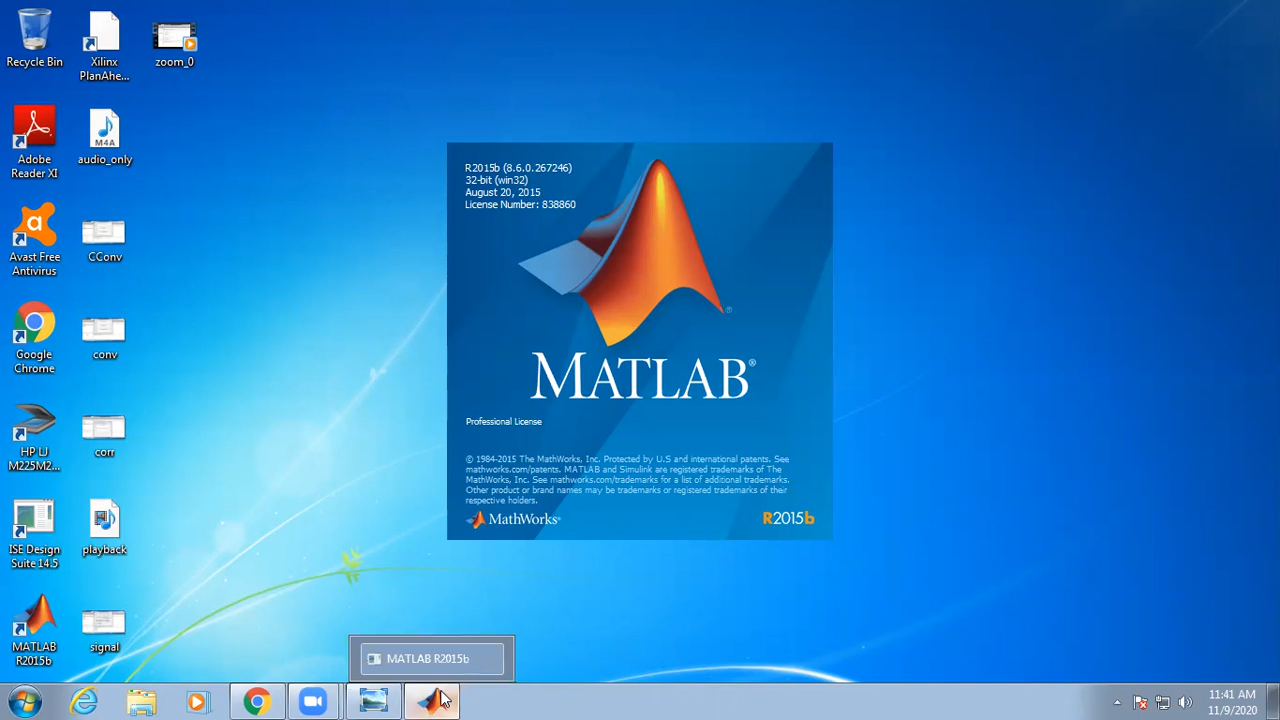 Recycle Bin
Xilinx
PlanAhe...
zoom_0
Adobe
Reader XI
M4A
audio_only
Avast Free
Antivirus
CConv
Google
Chrome
conv
HP LJ
M225M2...
corr
ISE Design
Suite 14.5
playback
MATLAB
R2015b
signal
R2015b (8.6.0.267246)
32-bit (win32)
August 20, 2015
License Number: 838860
®
MATLAB®
Professional License
© 1984-2015 The MathWorks, Inc. Protected by U.S and international patents. See
mathworks.com/patents. MATLAB and Simulink are registered trademarks of The
MathWorks, Inc. See mathworks.com/trademarks for a list of additional trademarks.
Other product or brand names may be trademarks or registered trademarks of their
respective holders.
MathWorks®
R2015b
MATLAB R2015b
11:41 AM
11/9/2020